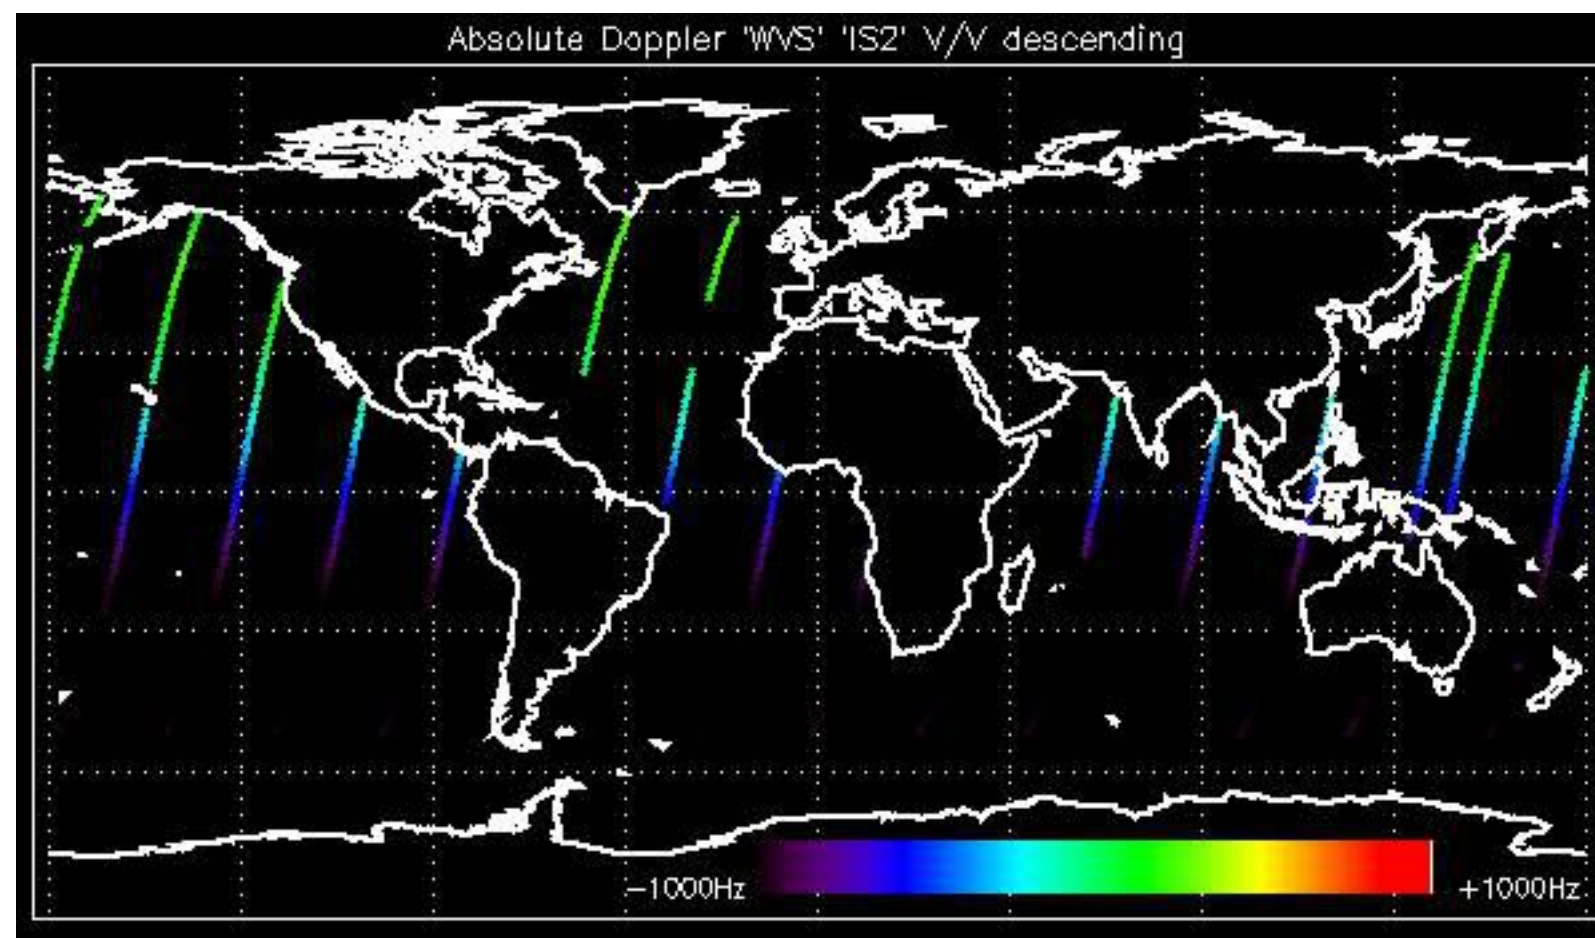 Absolute Doppler 'WVS' 'IS2' V/V descending
−1000Hz
+1000Hz